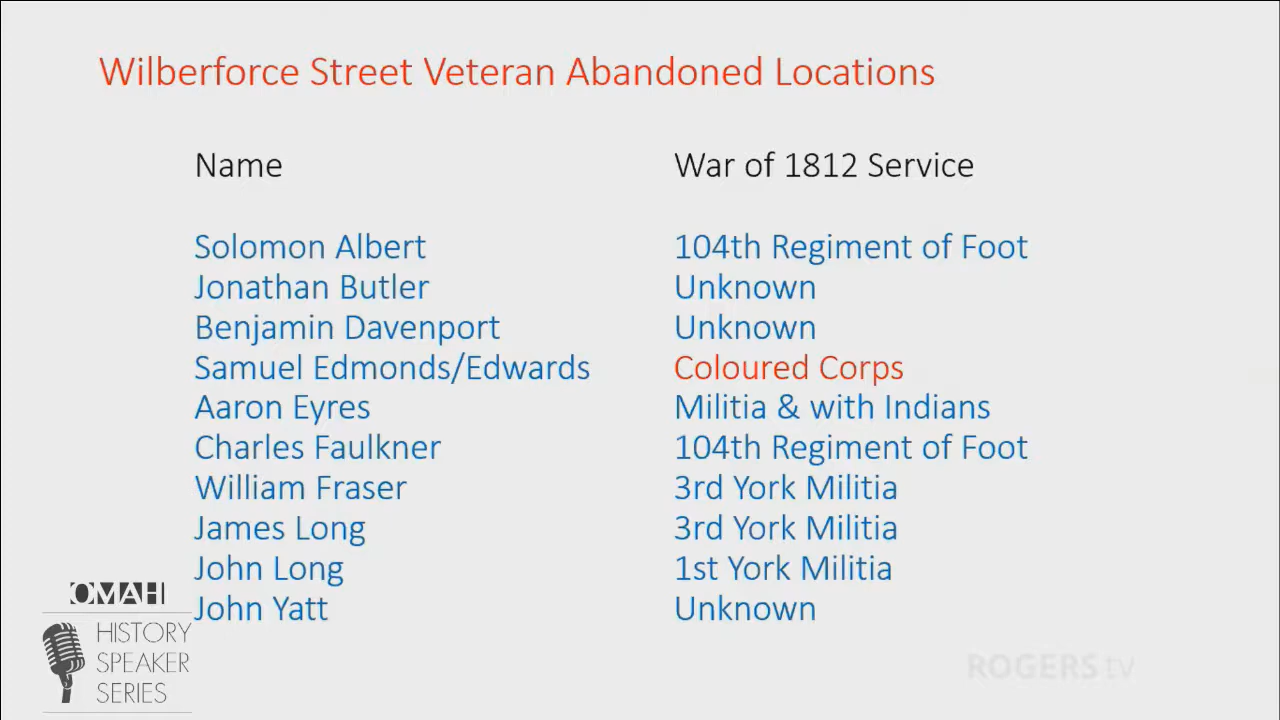 Wilberforce Street Veteran Abandoned Locations
Name War of 1812 Service
Solomon Albert 104th Regiment of Foot
Jonathan Butler Unknown
Benjamin Davenport Unknown
Samuel Edmonds/Edwards Coloured Corps
Aaron Eyres Militia & with Indians
Charles Faulkner 104th Regiment of Foot
William Fraser 3rd York Militia
James Long 3rd York Militia
John Long 1st York Militia
John Yatt Unknown
OMAH
HISTORY
SPEAKER
SERIES
ROGERS tv